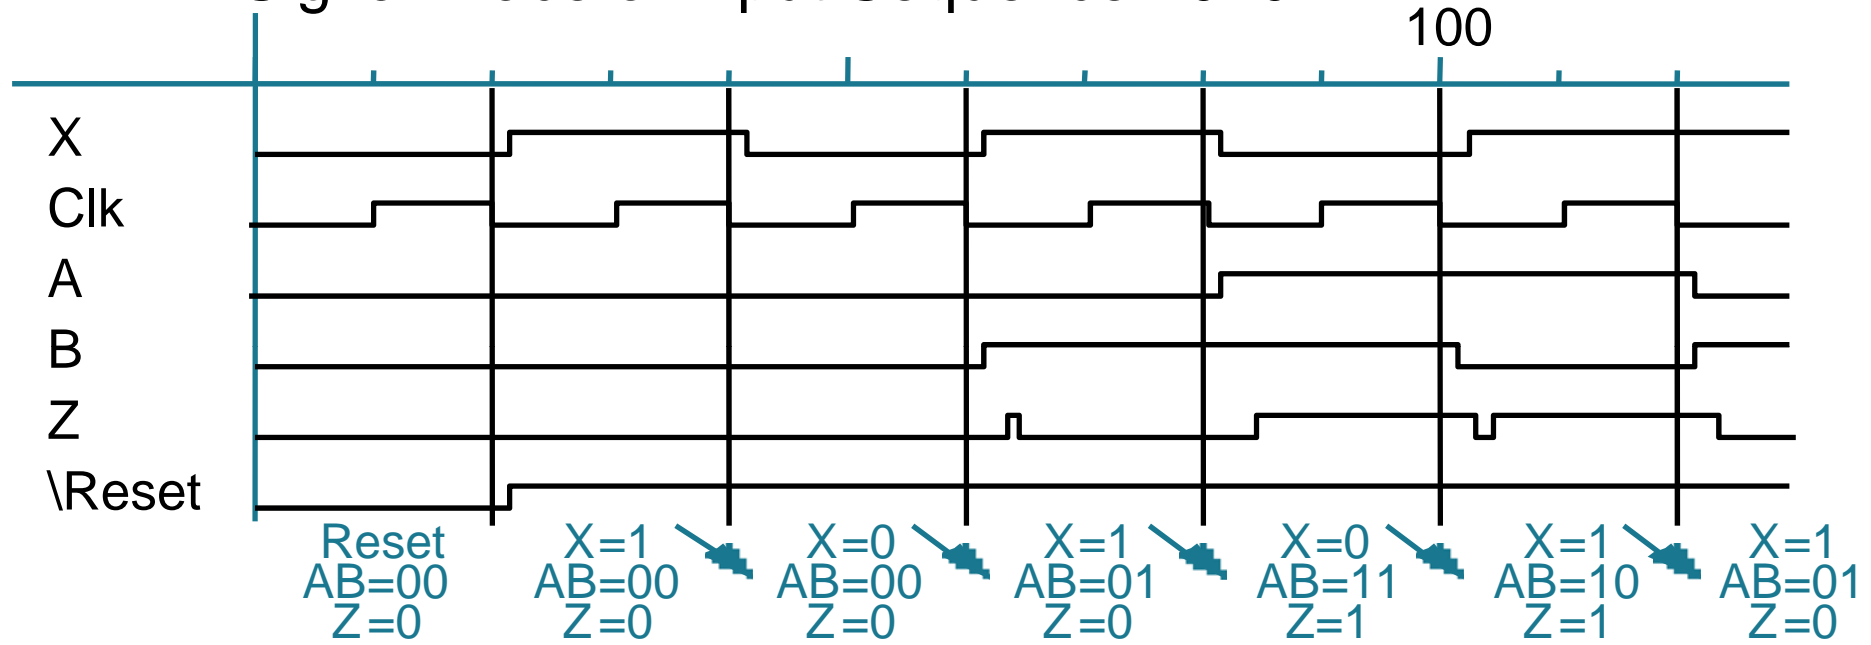 100
X
Clk
A
B
Z
\Reset
Reset X=1 X=0 X=1 X=0 X=1 X=1
AB=00 AB=00 AB=00 AB=01 AB=11 AB=10 AB=01
Z=0 Z=0 Z=0 Z=0 Z=1 Z=1 Z=0